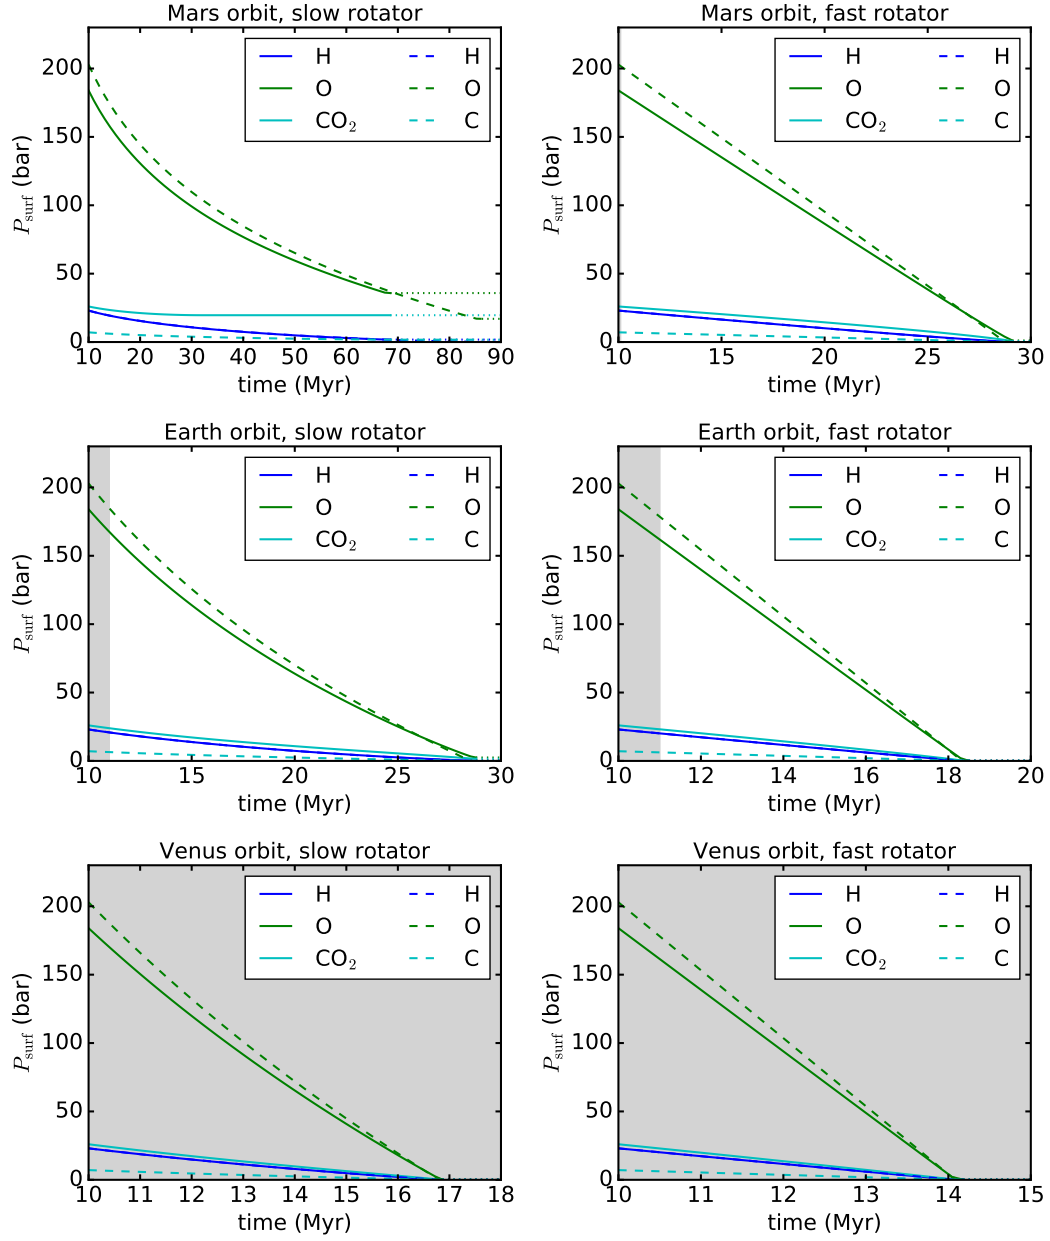 Mars orbit, slow rotator
H H
O O
CO₂ C
P_surf (bar)
200
150
100
50
0
10 20 30 40 50 60 70 80 90
time (Myr)
Mars orbit, fast rotator
H H
O O
CO₂ C
P_surf (bar)
200
150
100
50
0
10 15 20 25 30
time (Myr)
Earth orbit, slow rotator
H H
O O
CO₂ C
P_surf (bar)
200
150
100
50
0
10 15 20 25 30
time (Myr)
Earth orbit, fast rotator
H H
O O
CO₂ C
P_surf (bar)
200
150
100
50
0
10 12 14 16 18 20
time (Myr)
Venus orbit, slow rotator
H H
O O
CO₂ C
P_surf (bar)
200
150
100
50
0
10 11 12 13 14 15 16 17 18
time (Myr)
Venus orbit, fast rotator
H H
O O
CO₂ C
P_surf (bar)
200
150
100
50
0
10 11 12 13 14 15
time (Myr)